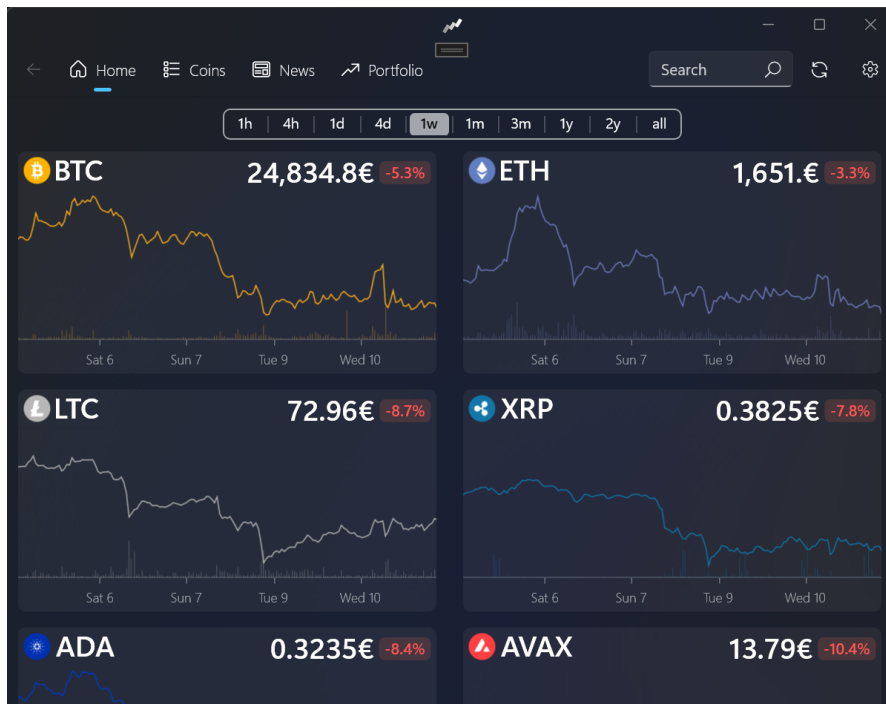 Home Coins News Portfolio Search
1h 4h 1d 4d 1w 1m 3m 1y 2y all
BTC 24,834.8€ -5.3%
Sat 6 Sun 7 Tue 9 Wed 10
ETH 1,651.€ -3.3%
Sat 6 Sun 7 Tue 9 Wed 10
LTC 72.96€ -8.7%
Sat 6 Sun 7 Tue 9 Wed 10
XRP 0.3825€ -7.8%
Sat 6 Sun 7 Tue 9 Wed 10
ADA 0.3235€ -8.4%
AVAX 13.79€ -10.4%